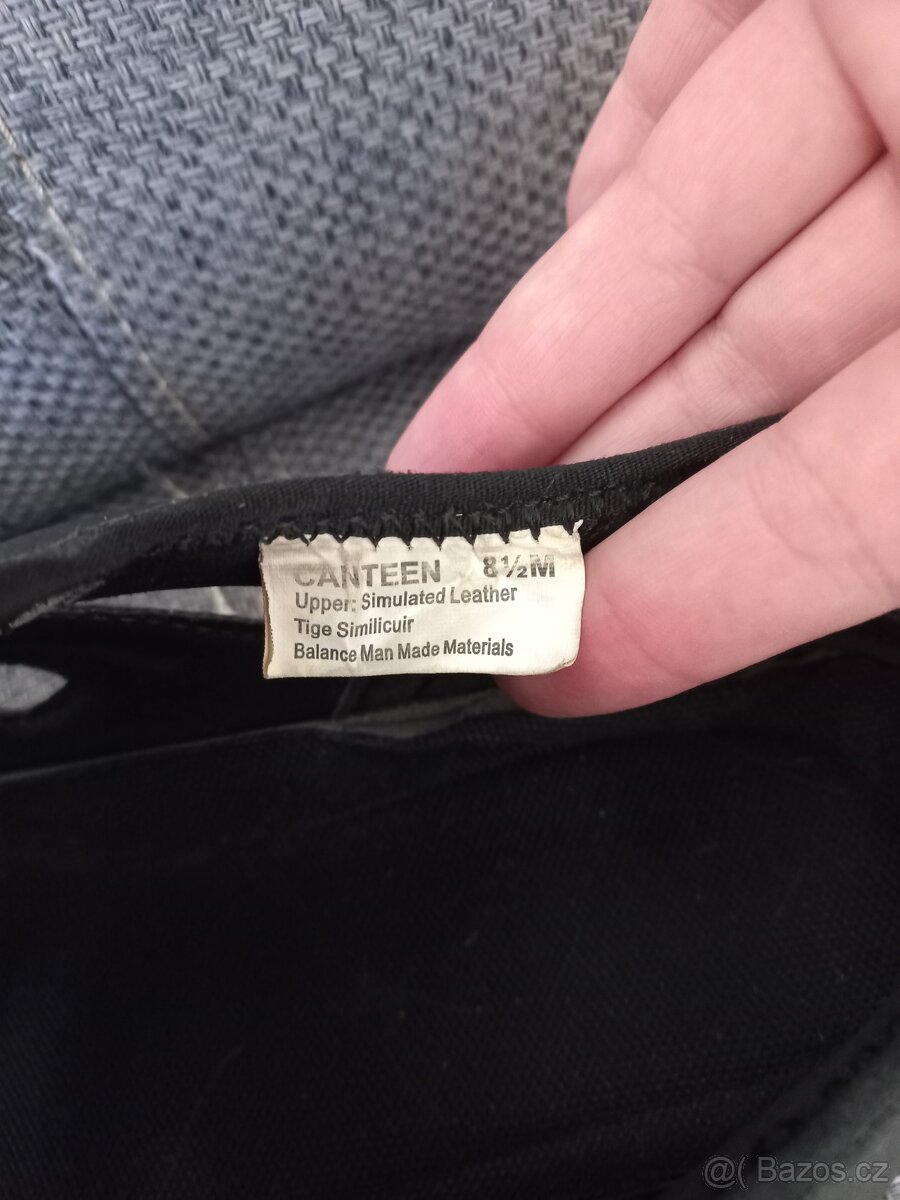 CANTEEN 8½M
Upper: Simulated Leather
Tige Similicuir
Balance Man Made Materials
@( Bazos.cz